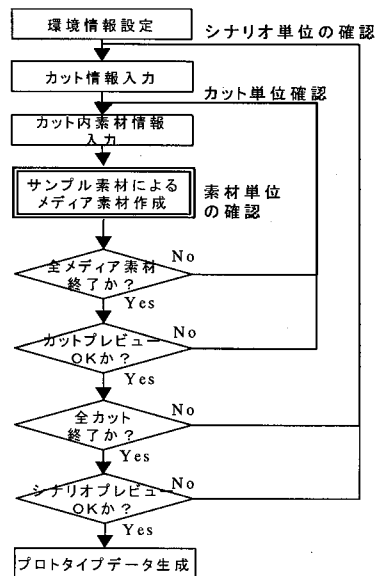 環境情報設定
シナリオ単位の確認
カット情報入力
カット単位確認
カット内素材情報
入力
サンプル素材による
メディア素材作成
素材単位
の確認
全メディア素材
終了か?
No
Yes
カットプレビュー
OKか?
No
Yes
全カット
終了か?
No
Yes
シナリオプレビュー
OKか?
No
Yes
プロトタイプデータ生成